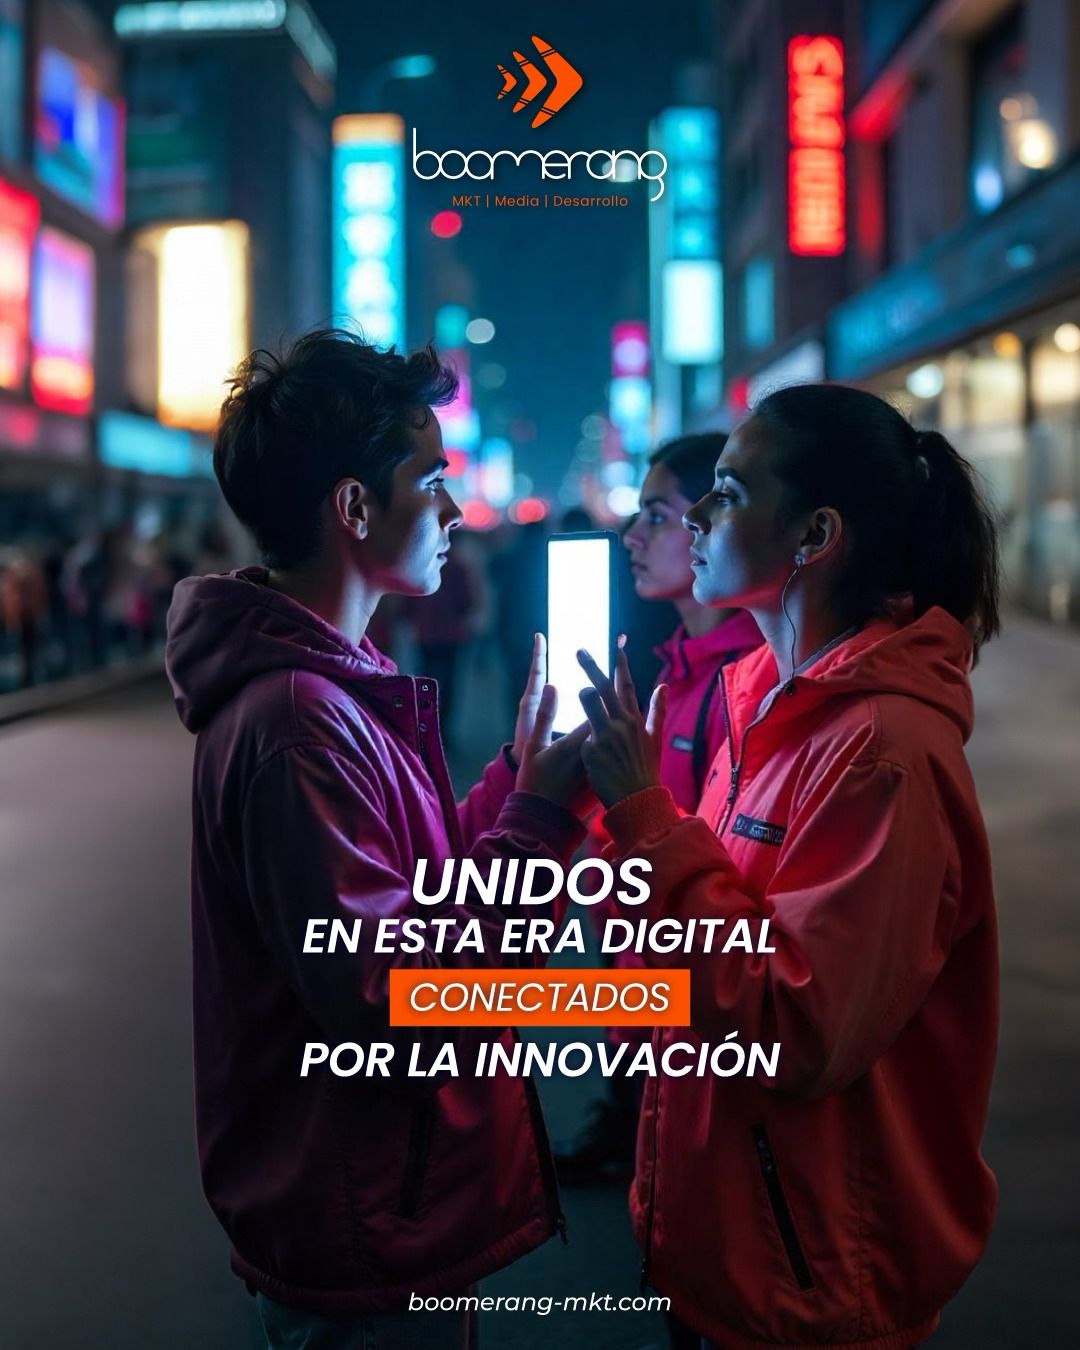 boomerang
MKT | Media | Desarrollo
UNIDOS
EN ESTA ERA DIGITAL
CONECTADOS
POR LA INNOVACIÓN
boomerang-mkt.com